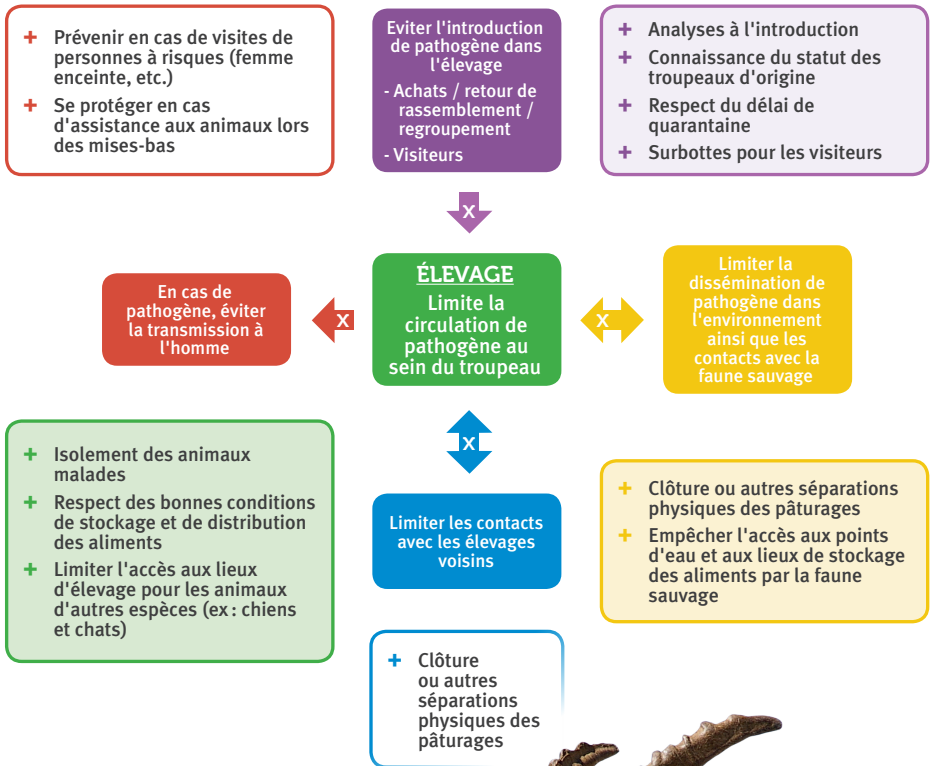 + Prévenir en cas de visites de
personnes à risques (femme
enceinte, etc.)
+ Se protéger en cas
d'assistance aux animaux lors
des mises-bas
Eviter l'introduction
de pathogène dans
l'élevage
- Achats / retour de
rassemblement /
regroupement
- Visiteurs
+ Analyses à l'introduction
+ Connaissance du statut des
troupeaux d'origine
+ Respect du délai de
quarantaine
+ Surbottes pour les visiteurs
X
En cas de
pathogène, éviter
la transmission à
l'homme
X
ÉLEVAGE
Limite la
circulation de
pathogène au
sein du troupeau
X
Limiter la
dissémination de
pathogène dans
l'environnement
ainsi que les
contacts avec la
faune sauvage
X
+ Isolement des animaux
malades
+ Respect des bonnes conditions
de stockage et de distribution
des aliments
+ Limiter l'accès aux lieux
d'élevage pour les animaux
d'autres espèces (ex : chiens
et chats)
Limiter les contacts
avec les élevages
voisins
+ Clôture ou autres séparations
physiques des pâturages
+ Empêcher l'accès aux points
d'eau et aux lieux de stockage
des aliments par la faune
sauvage
+ Clôture
ou autres
séparations
physiques des
pâturages